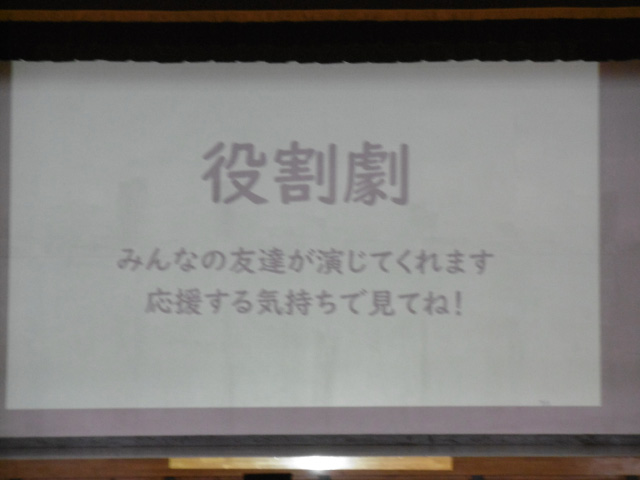 役割劇
みんなの友達が演じてくれます
応援する気持ちで見てね!